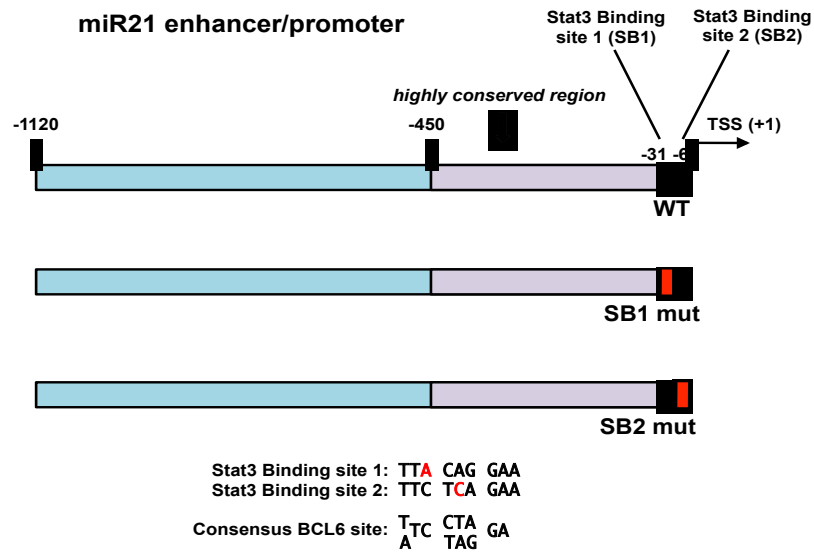 miR21 enhancer/promoter
Stat3 Binding
site 1 (SB1)
Stat3 Binding
site 2 (SB2)
highly conserved region
-1120
-450
TSS (+1)
-31
-6
WT
SB1 mut
SB2 mut
Stat3 Binding site 1: TTA CAG GAA
Stat3 Binding site 2: TTC TCA GAA
Consensus BCL6 site: TTC CTA GA
A TAG